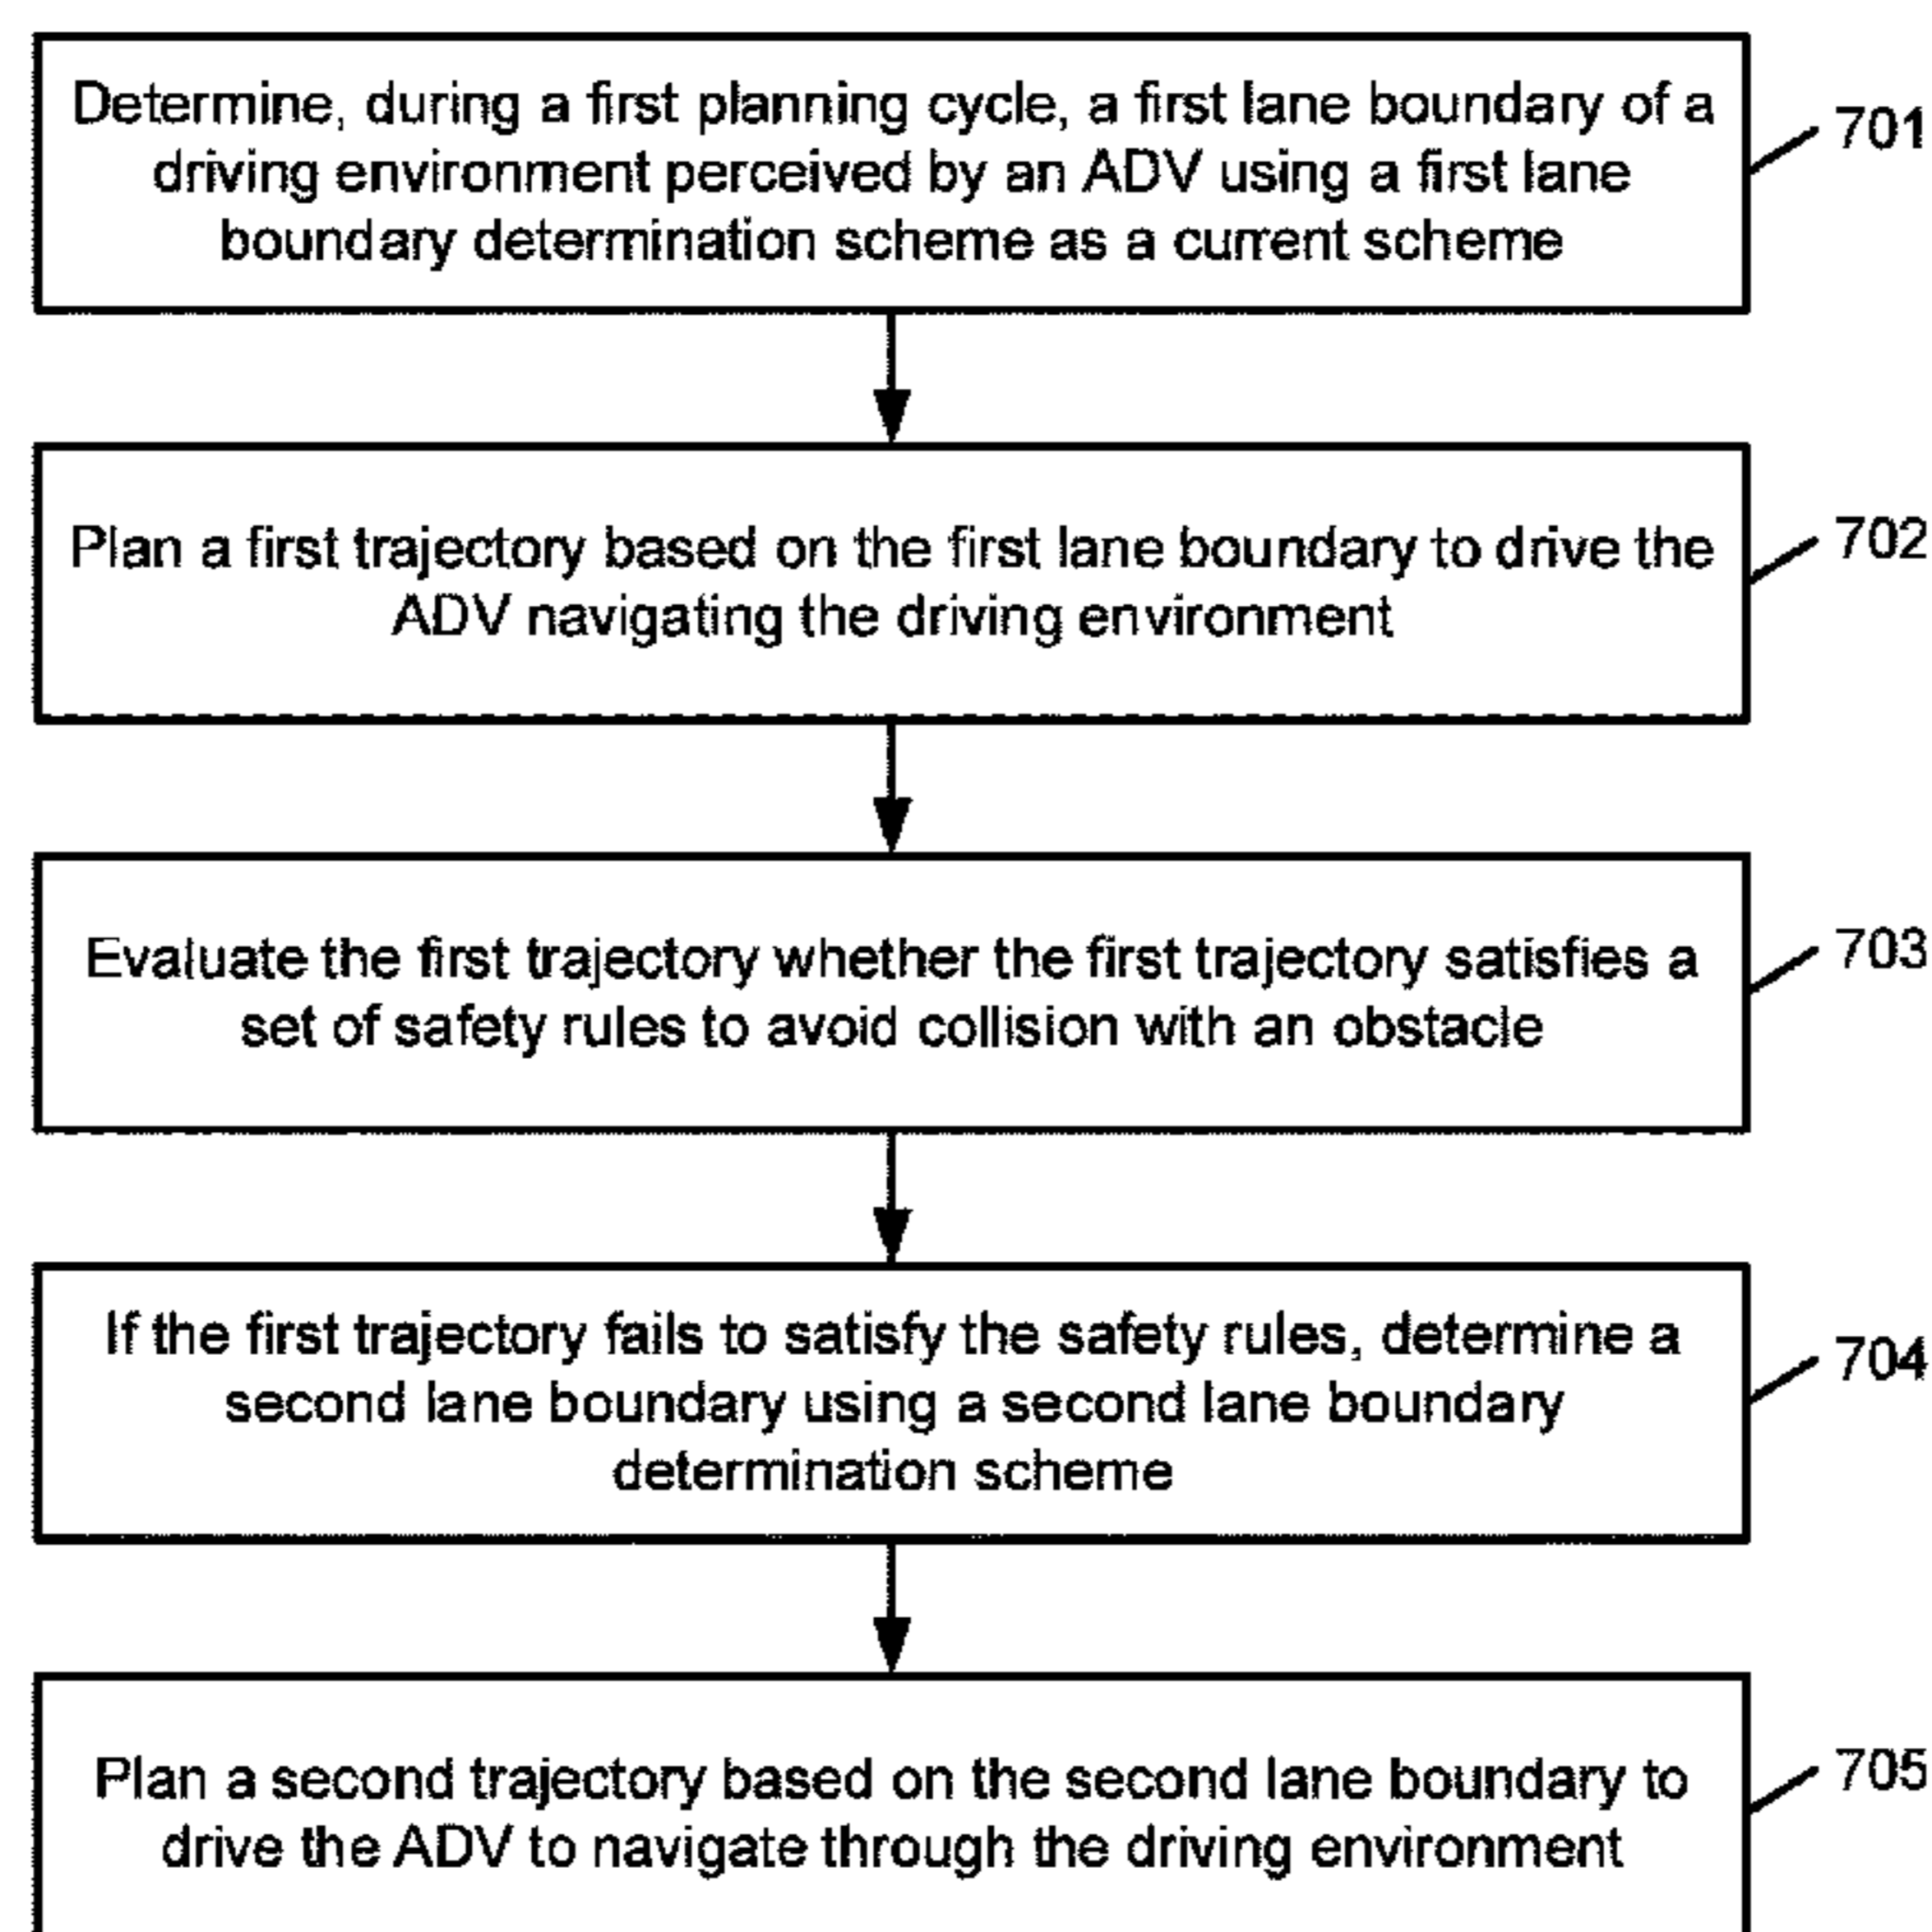 Determine, during a first planning cycle, a first lane boundary of a
driving environment perceived by an ADV using a first lane
boundary determination scheme as a current scheme
701
Plan a first trajectory based on the first lane boundary to drive the
ADV navigating the driving environment
702
Evaluate the first trajectory whether the first trajectory satisfies a
set of safety rules to avoid collision with an obstacle
703
If the first trajectory fails to satisfy the safety rules, determine a
second lane boundary using a second lane boundary
determination scheme
704
Plan a second trajectory based on the second lane boundary to
drive the ADV to navigate through the driving environment
705